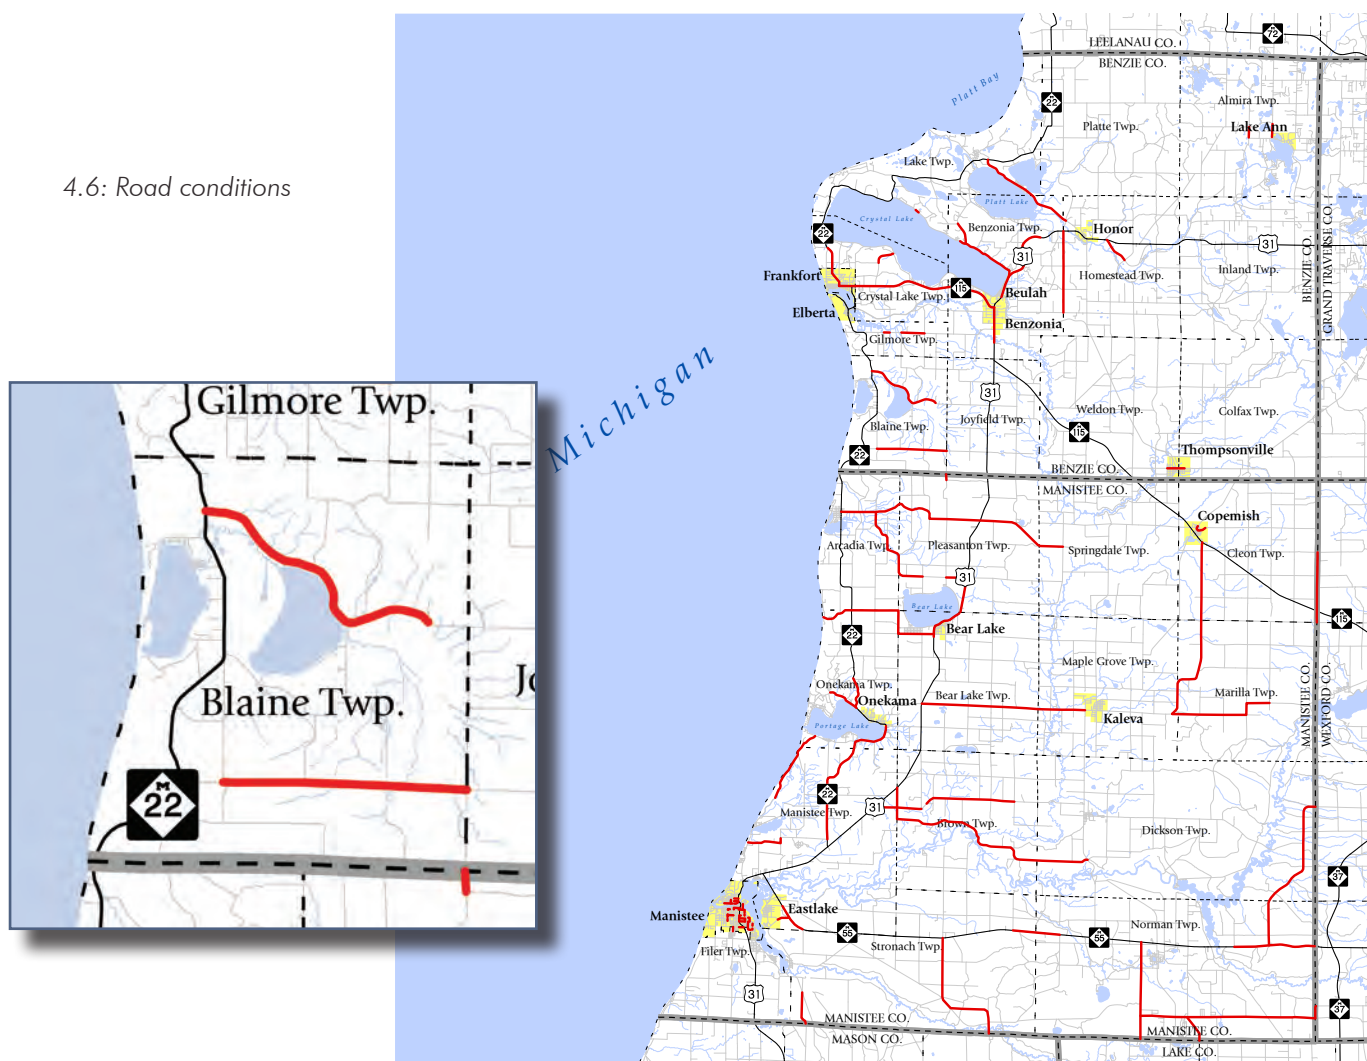 4.6: Road conditions
LEELANAU CO.
BENZIE CO.
M 72
Platt Bay
M 22
Almira Twp.
Platte Twp.
Lake Ann
Lake Twp.
Platt Lake
Crystal Lake
Benzonia Twp.
Honor
M 22
31
31
Homestead Twp.
Inland Twp.
BENZIE CO.
GRAND TRAVERSE CO.
Frankfort
Crystal Lake Twp.
M 115
Beulah
Elberta
Benzonia
Gilmore Twp.
Michigan
31
Joyfield Twp.
Weldon Twp.
Colfax Twp.
Blaine Twp.
M 115
M 22
Thompsonville
BENZIE CO.
MANISTEE CO.
Copemish
Arcadia Twp.
Pleasanton Twp.
Springdale Twp.
Cleon Twp.
31
Bear Lake
M 115
M 22
Bear Lake
Maple Grove Twp.
Onekama Twp.
Onekama
Bear Lake Twp.
Marilla Twp.
MANISTEE CO.
WEXFORD CO.
Portage Lake
Kaleva
M 22
31
Manistee Twp.
Brown Twp.
Dickson Twp.
M 37
Manistee
Eastlake
M 55
Stronach Twp.
M 55
Norman Twp.
Filer Twp.
31
M 37
MANISTEE CO.
MASON CO.
MANISTEE CO.
LAKE CO.
Gilmore Twp.
Blaine Twp.
Jo
M 22